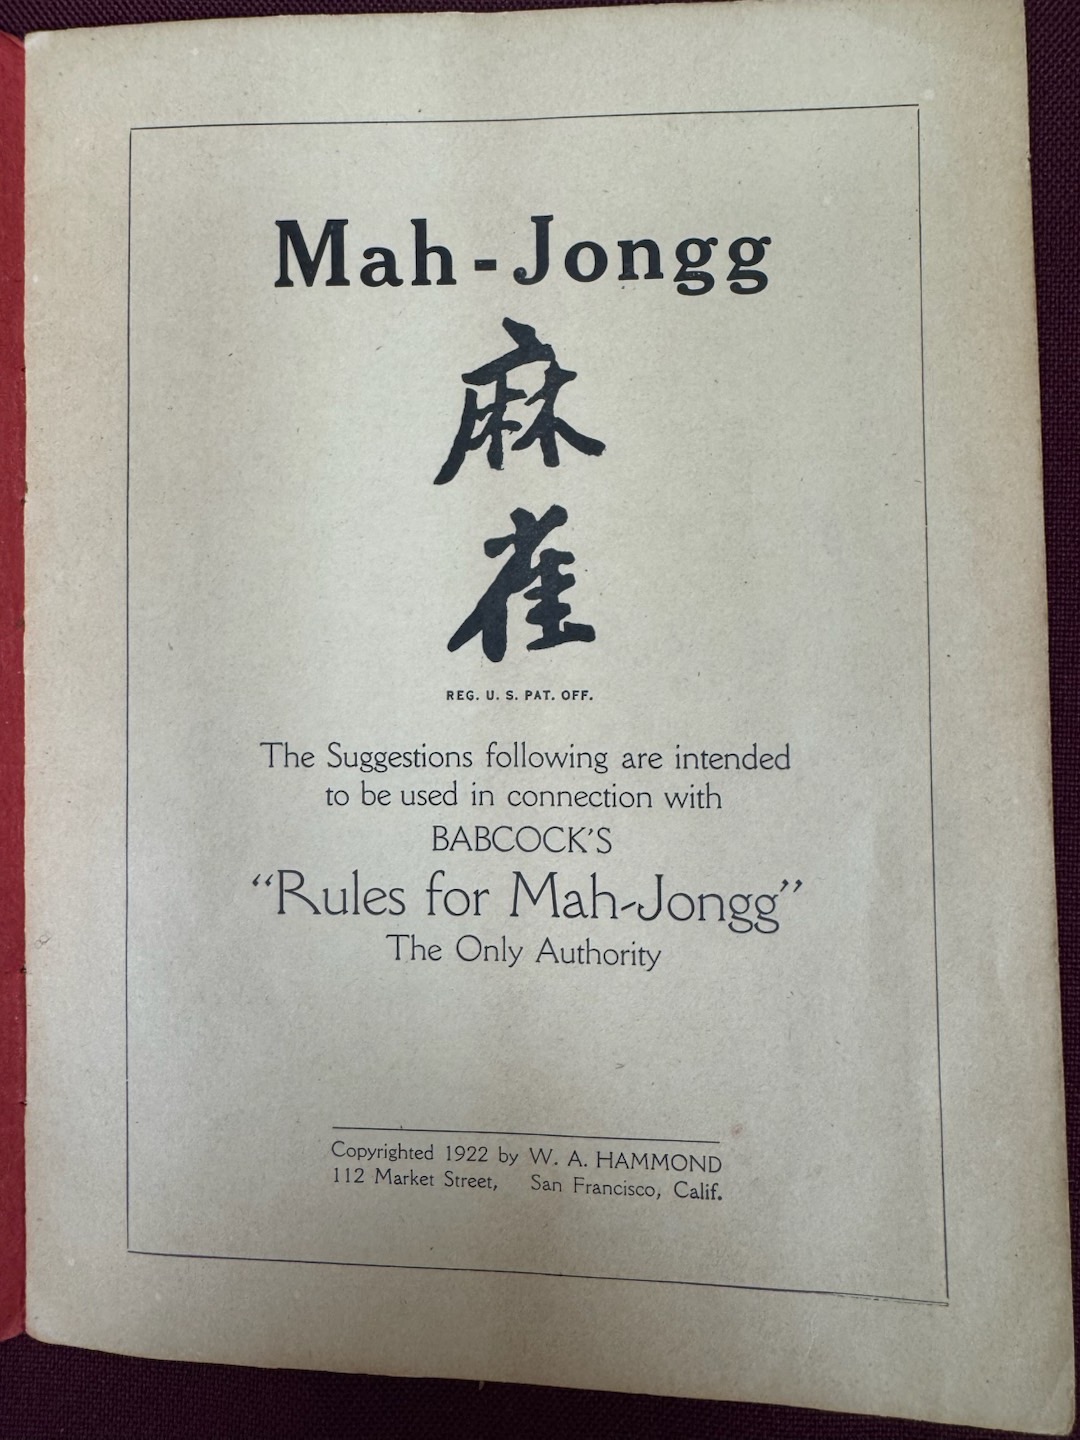 Mah-Jongg
麻
雀
REG. U. S. PAT. OFF.
The Suggestions following are intended
to be used in connection with
BABCOCK'S
“Rules for Mah-Jongg”
The Only Authority
Copyrighted 1922 by W. A. HAMMOND
112 Market Street, San Francisco, Calif.